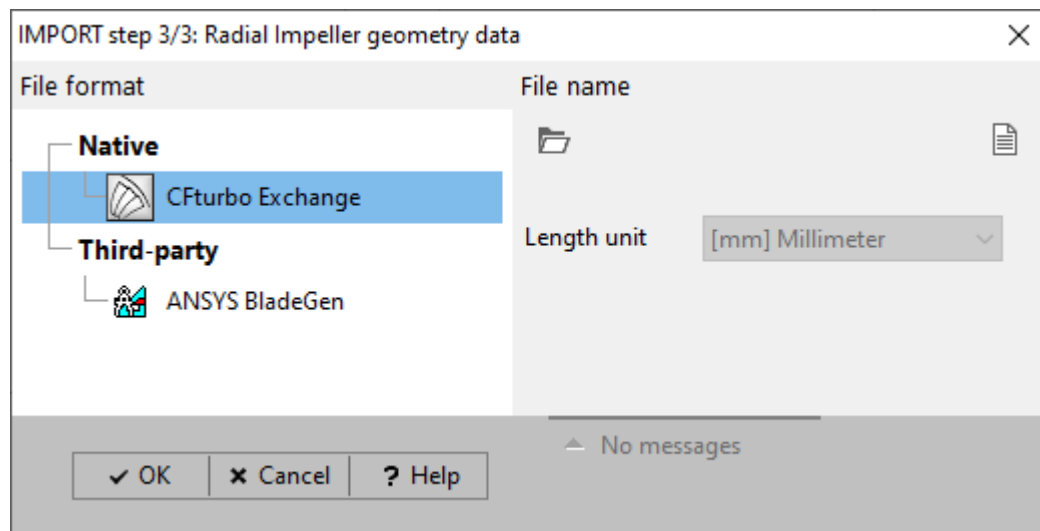 IMPORT step 3/3: Radial Impeller geometry data
File format
File name
Native
CFturbo Exchange
Third-party
ANSYS BladeGen
Length unit
[mm] Millimeter
No messages
OK
Cancel
? Help